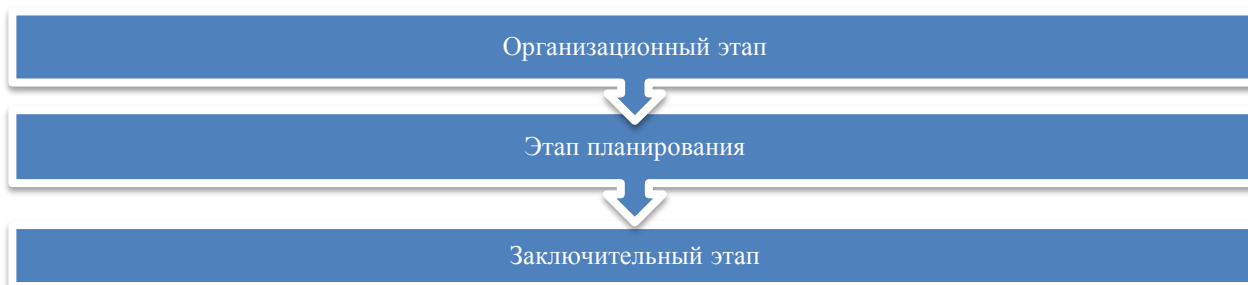 Организационный этап
Этап планирования
Заключительный этап